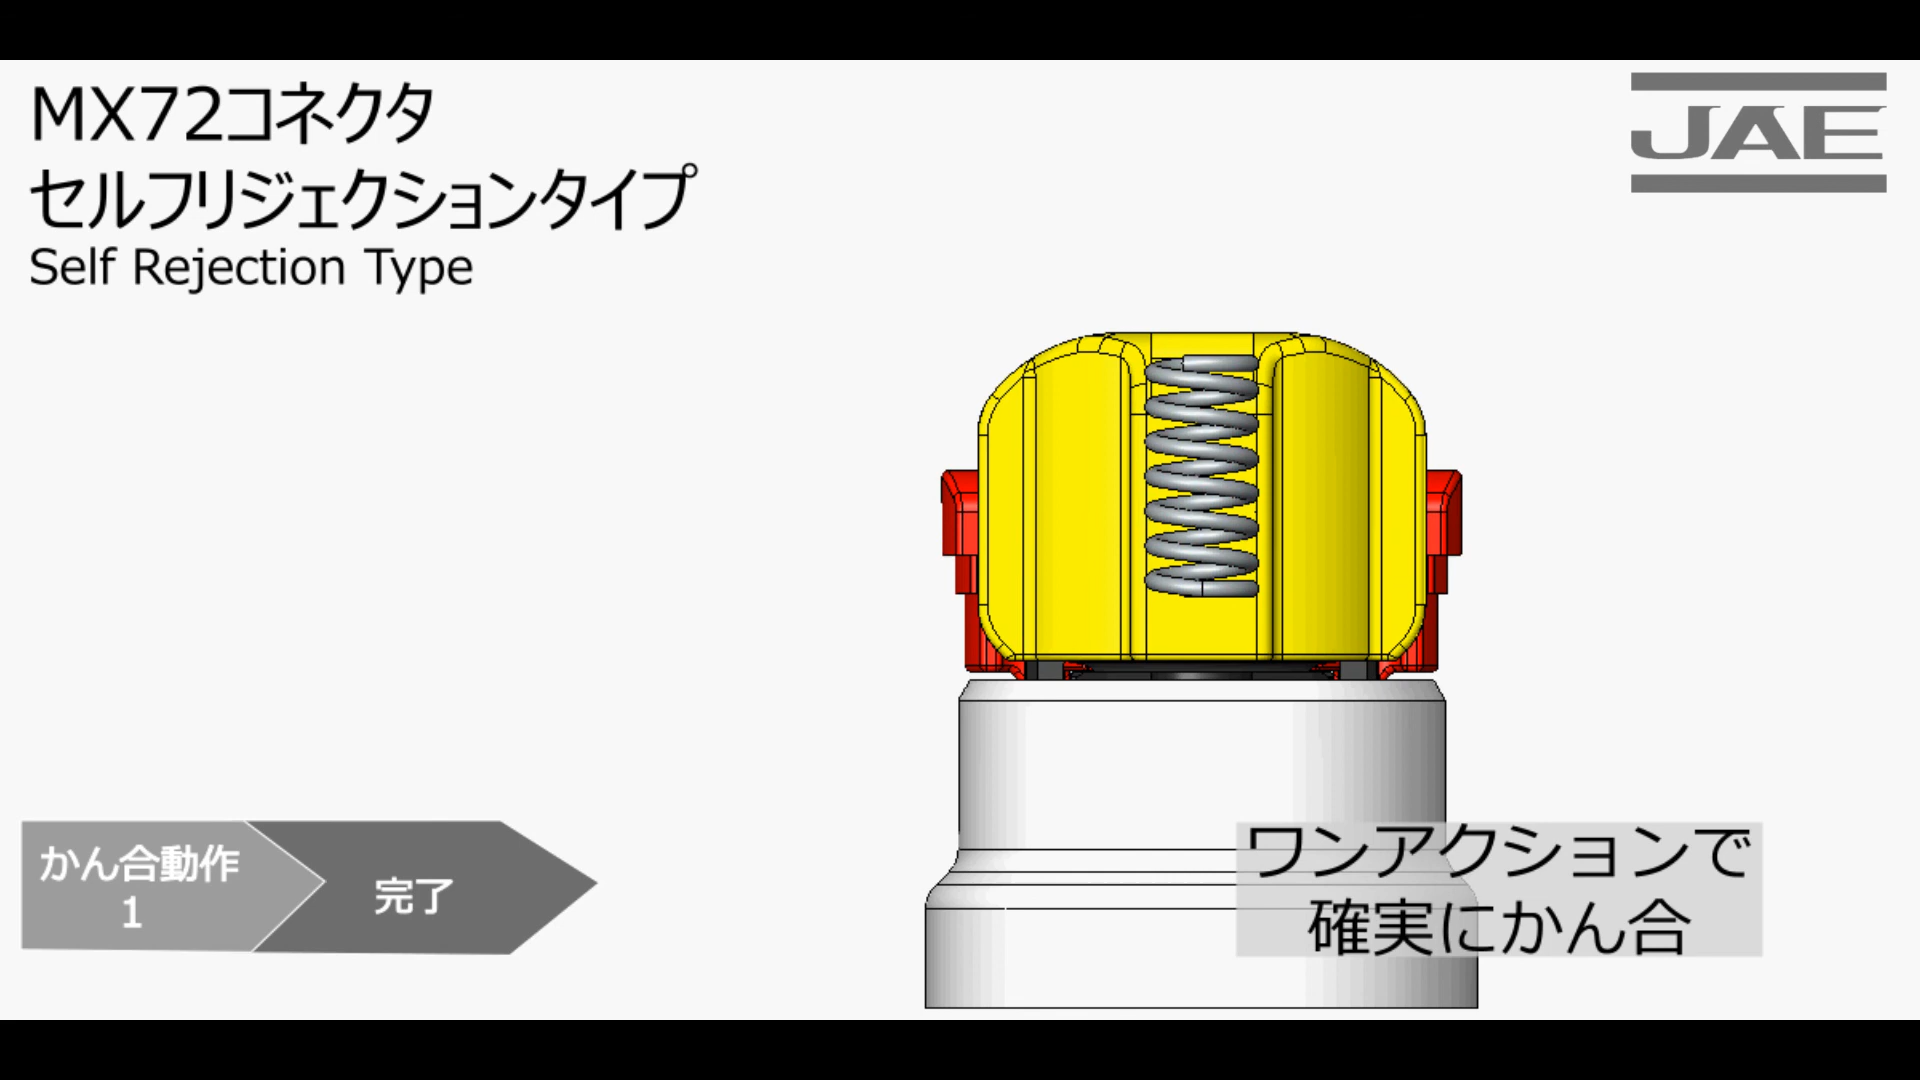 MX72コネクタ
セルフリジェクションタイプ
Self Rejection Type
JAE
かん合動作
1
完了
ワンアクションで
確実にかん合